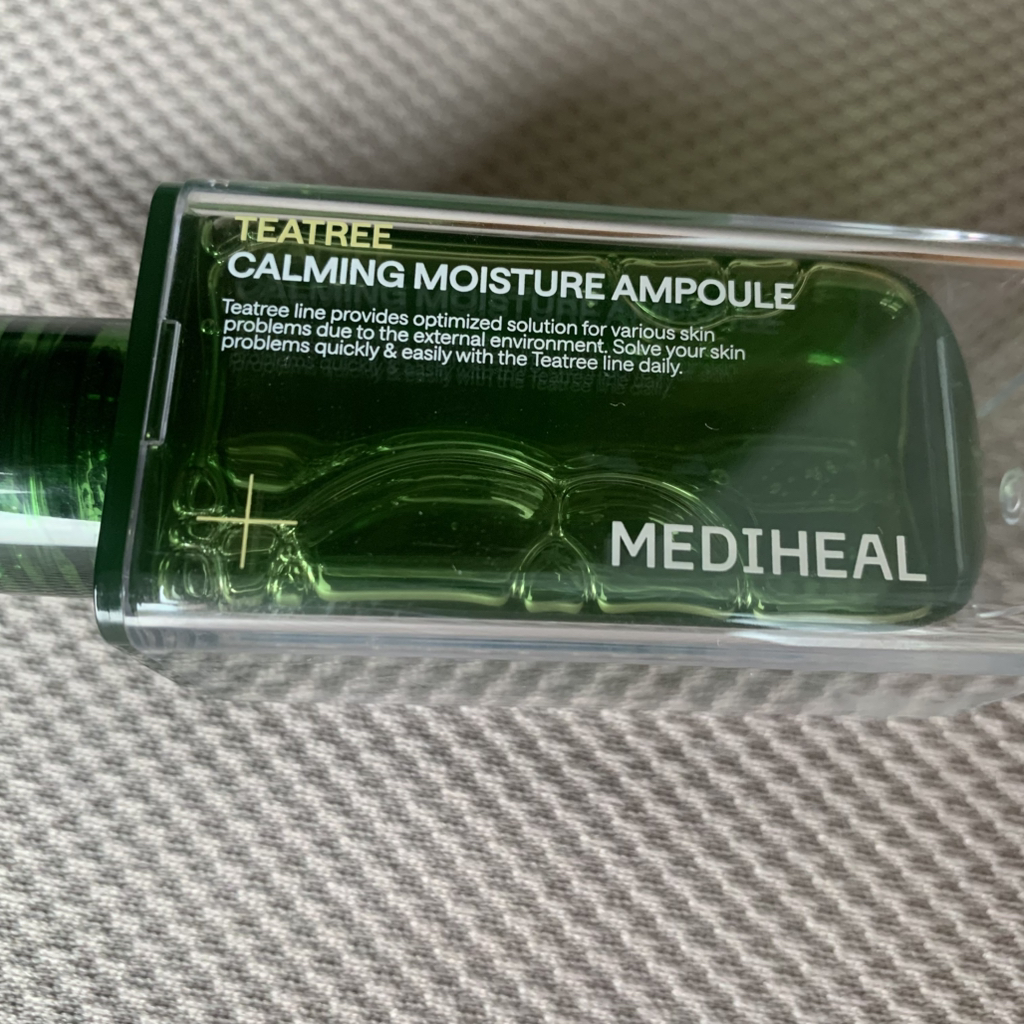 TEATREE
CALMING MOISTURE AMPOULE
Teatree line provides optimized solution for various skin
problems due to the external environment. Solve your skin
problems quickly & easily with the Teatree line daily.
MEDIHEAL